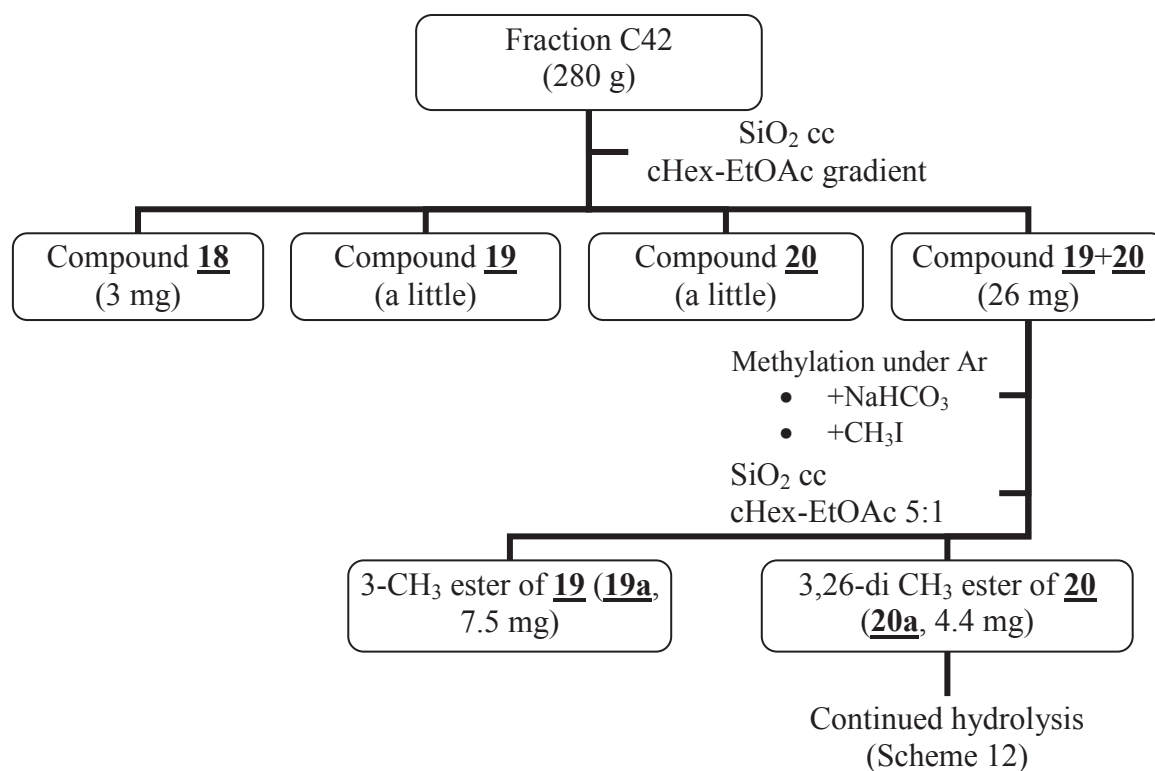 Fraction C42
(280 g)
SiO₂ cc
cHex-EtOAc gradient
Compound 18
(3 mg)
Compound 19
(a little)
Compound 20
(a little)
Compound 19+20
(26 mg)
Methylation under Ar
• +NaHCO₃
• +CH₃I
SiO₂ cc
cHex-EtOAc 5:1
3-CH₃ ester of 19 (19a,
7.5 mg)
3,26-di CH₃ ester of 20
(20a, 4.4 mg)
Continued hydrolysis
(Scheme 12)